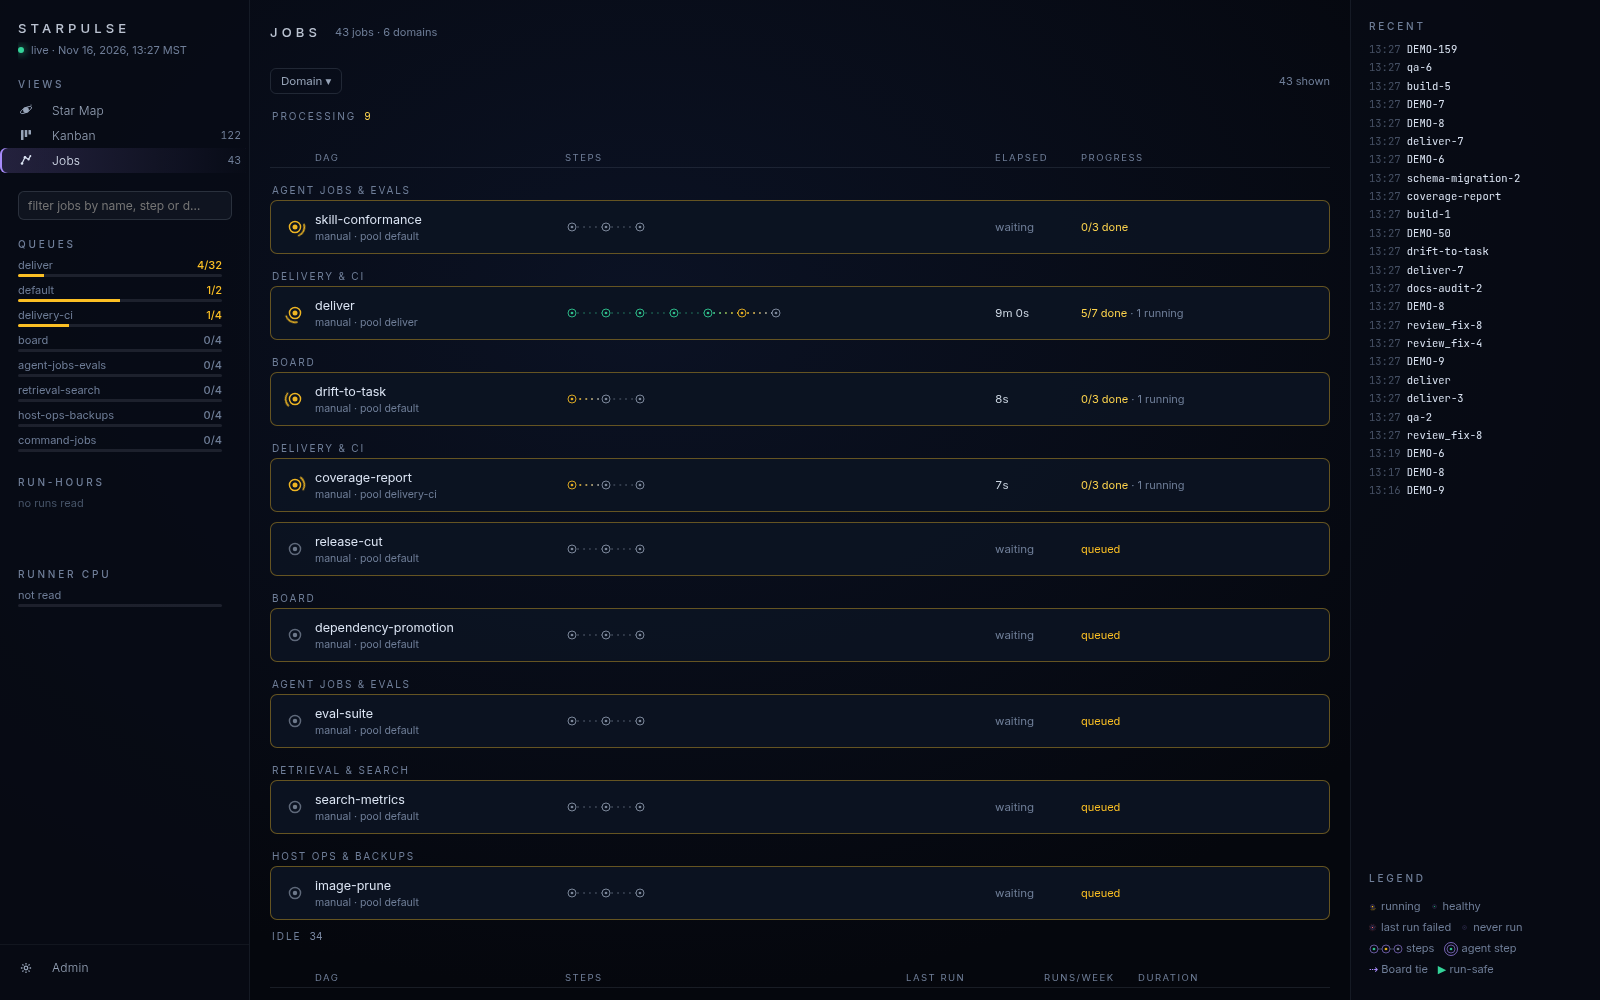 STARPULSE
live · Nov 16, 2026, 13:27 MST
VIEWS
Star Map
Kanban 122
Jobs 43
filter jobs by name, step or d...
QUEUES
deliver 4/32
default 1/2
delivery-ci 1/4
board 0/4
agent-jobs-evals 0/4
retrieval-search 0/4
host-ops-backups 0/4
command-jobs 0/4
RUN-HOURS
no runs read
RUNNER CPU
not read
Admin
JOBS 43 jobs · 6 domains
Domain ▾ 43 shown
PROCESSING 9
DAG STEPS ELAPSED PROGRESS
AGENT JOBS & EVALS
skill-conformance
manual · pool default
waiting 0/3 done
DELIVERY & CI
deliver
manual · pool deliver
9m 0s 5/7 done · 1 running
BOARD
drift-to-task
manual · pool default
8s 0/3 done · 1 running
DELIVERY & CI
coverage-report
manual · pool delivery-ci
7s 0/3 done · 1 running
release-cut
manual · pool default
waiting queued
BOARD
dependency-promotion
manual · pool default
waiting queued
AGENT JOBS & EVALS
eval-suite
manual · pool default
waiting queued
RETRIEVAL & SEARCH
search-metrics
manual · pool default
waiting queued
HOST OPS & BACKUPS
image-prune
manual · pool default
waiting queued
IDLE 34
DAG STEPS LAST RUN RUNS/WEEK DURATION
RECENT
13:27 DEMO-159
13:27 qa-6
13:27 build-5
13:27 DEMO-7
13:27 DEMO-8
13:27 deliver-7
13:27 DEMO-6
13:27 schema-migration-2
13:27 coverage-report
13:27 build-1
13:27 DEMO-50
13:27 drift-to-task
13:27 deliver-7
13:27 docs-audit-2
13:27 DEMO-8
13:27 review_fix-8
13:27 review_fix-4
13:27 DEMO-9
13:27 deliver
13:27 deliver-3
13:27 qa-2
13:27 review_fix-8
13:19 DEMO-6
13:17 DEMO-8
13:16 DEMO-9
LEGEND
running healthy
last run failed never run
steps agent step
Board tie run-safe